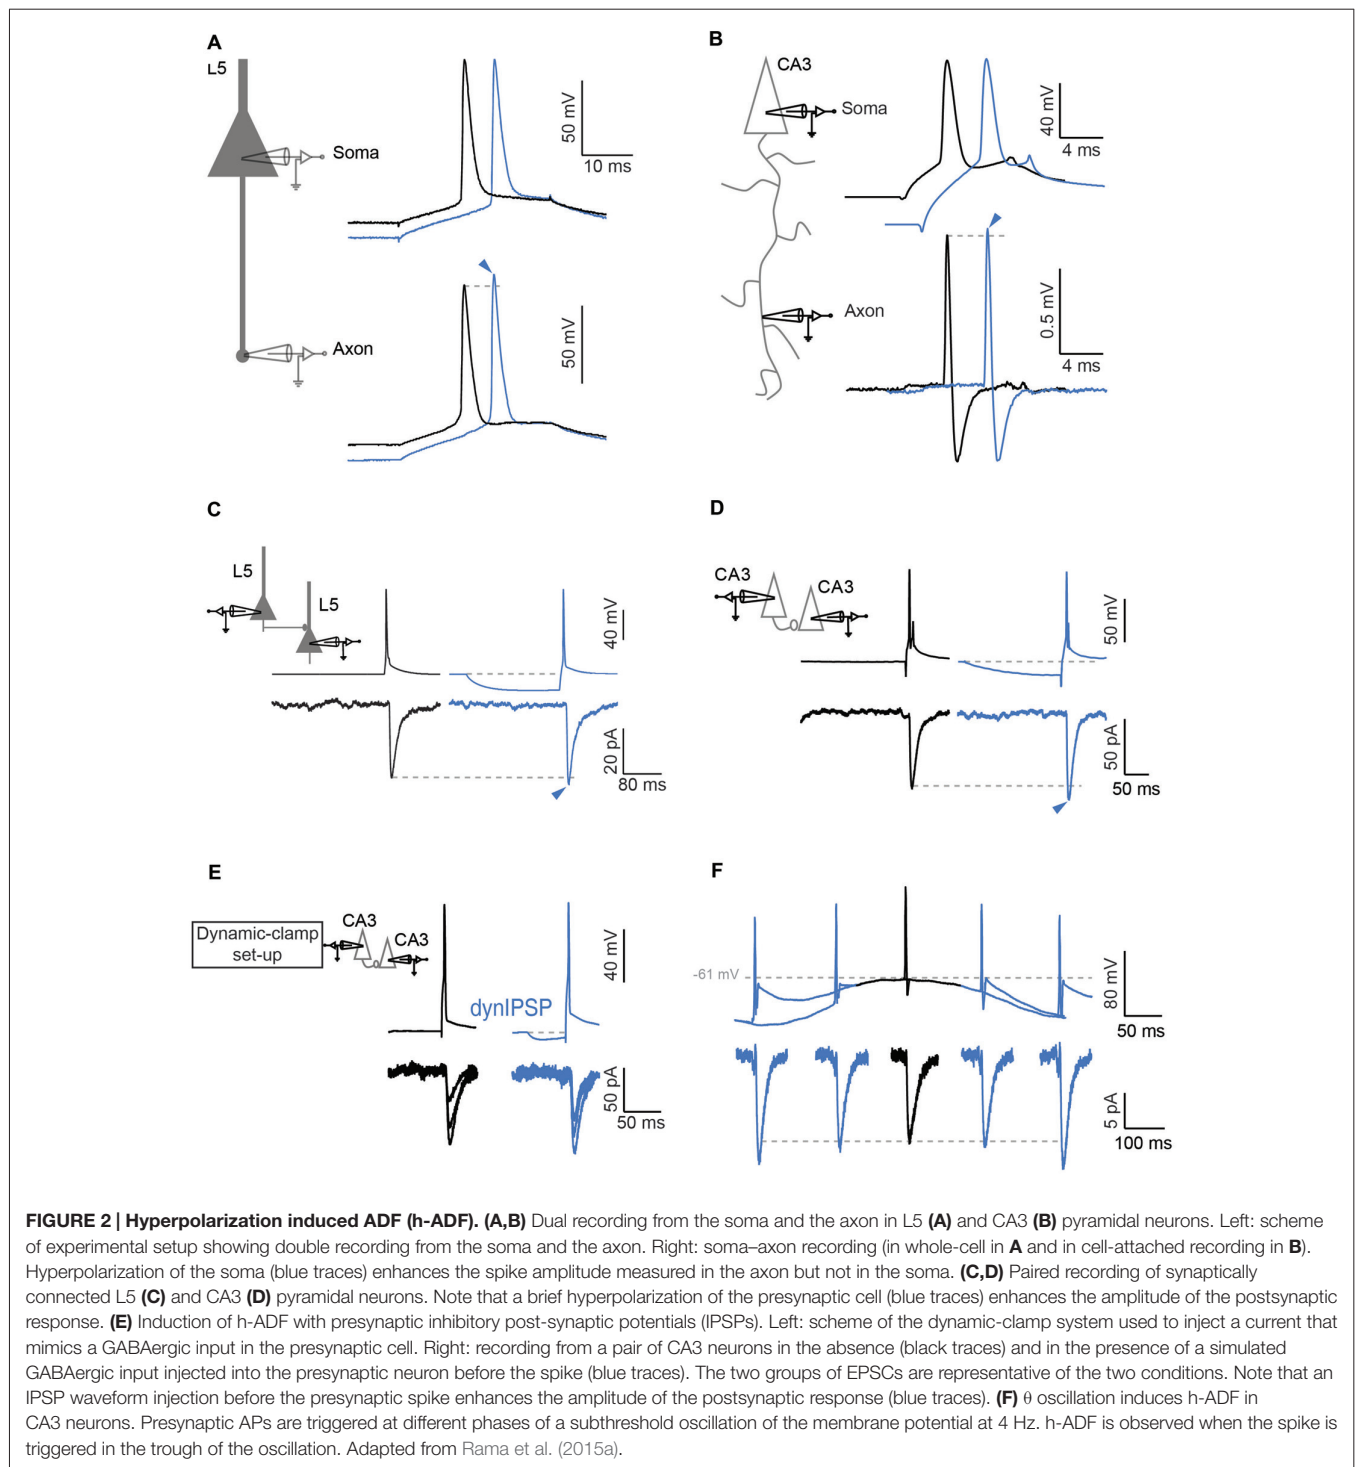 A
L5
Soma
Axon
50 mV
10 ms
50 mV
B
CA3
Soma
Axon
40 mV
4 ms
0.5 mV
4 ms
C
L5
L5
40 mV
20 pA
80 ms
D
CA3
CA3
50 mV
50 pA
50 ms
E
Dynamic-clamp
set-up
CA3
CA3
dynIPSP
40 mV
50 pA
50 ms
F
-61 mV
80 mV
50 ms
5 pA
100 ms
FIGURE 2 | Hyperpolarization induced ADF (h-ADF). (A,B) Dual recording from the soma and the axon in L5 (A) and CA3 (B) pyramidal neurons. Left: scheme
of experimental setup showing double recording from the soma and the axon. Right: soma–axon recording (in whole-cell in A and in cell-attached recording in B).
Hyperpolarization of the soma (blue traces) enhances the spike amplitude measured in the axon but not in the soma. (C,D) Paired recording of synaptically
connected L5 (C) and CA3 (D) pyramidal neurons. Note that a brief hyperpolarization of the presynaptic cell (blue traces) enhances the amplitude of the postsynaptic
response. (E) Induction of h-ADF with presynaptic inhibitory post-synaptic potentials (IPSPs). Left: scheme of the dynamic-clamp system used to inject a current that
mimics a GABAergic input in the presynaptic cell. Right: recording from a pair of CA3 neurons in the absence (black traces) and in the presence of a simulated
GABAergic input injected into the presynaptic neuron before the spike (blue traces). The two groups of EPSCs are representative of the two conditions. Note that an
IPSP waveform injection before the presynaptic spike enhances the amplitude of the postsynaptic response (blue traces). (F) θ oscillation induces h-ADF in
CA3 neurons. Presynaptic APs are triggered at different phases of a subthreshold oscillation of the membrane potential at 4 Hz. h-ADF is observed when the spike is
triggered in the trough of the oscillation. Adapted from Rama et al. (2015a).